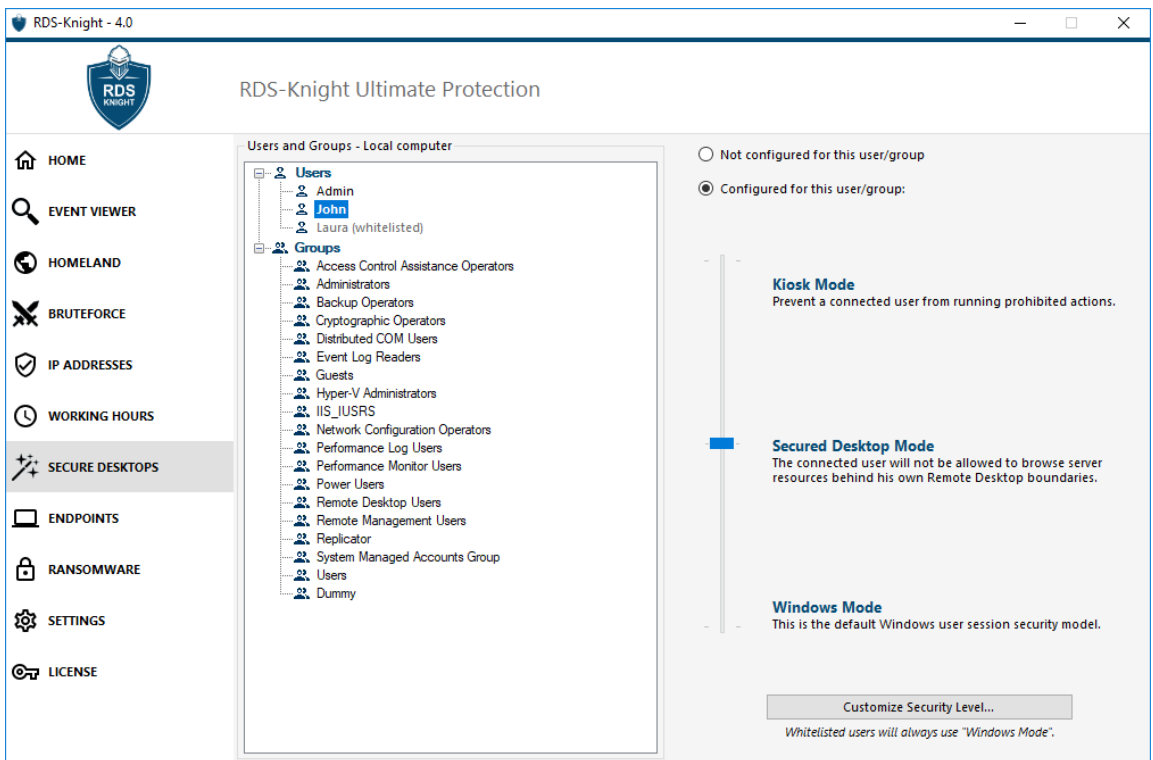 RDS-Knight - 4.0
RDS
KNIGHT
RDS-Knight Ultimate Protection
HOME
EVENT VIEWER
HOMELAND
BRUTEFORCE
IP ADDRESSES
WORKING HOURS
SECURE DESKTOPS
ENDPOINTS
RANSOMWARE
SETTINGS
LICENSE
Users and Groups - Local computer
Users
Admin
John
Laura (whitelisted)
Groups
Access Control Assistance Operators
Administrators
Backup Operators
Cryptographic Operators
Distributed COM Users
Event Log Readers
Guests
Hyper-V Administrators
IIS_IUSRS
Network Configuration Operators
Performance Log Users
Performance Monitor Users
Power Users
Remote Desktop Users
Remote Management Users
Replicator
System Managed Accounts Group
Users
Dummy
Not configured for this user/group
Configured for this user/group:
Kiosk Mode
Prevent a connected user from running prohibited actions.
Secured Desktop Mode
The connected user will not be allowed to browse server
resources behind his own Remote Desktop boundaries.
Windows Mode
This is the default Windows user session security model.
Customize Security Level...
Whitelisted users will always use "Windows Mode".